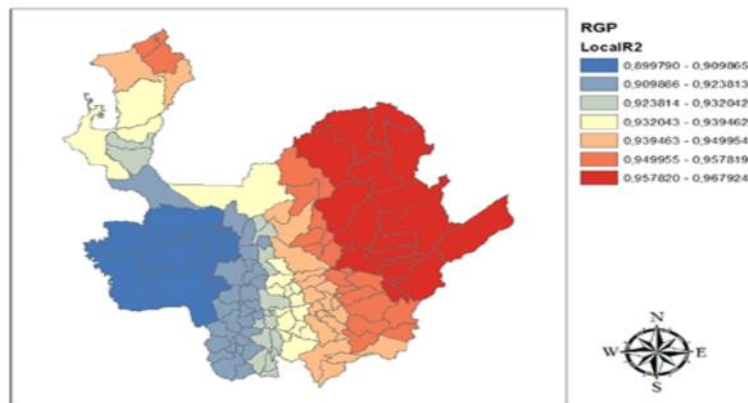 RGP
LocalR2
0,899790 - 0,909865
0,909866 - 0,923813
0,923814 - 0,932042
0,932043 - 0,939462
0,939463 - 0,949954
0,949955 - 0,957819
0,957820 - 0,967924
N
W E
S